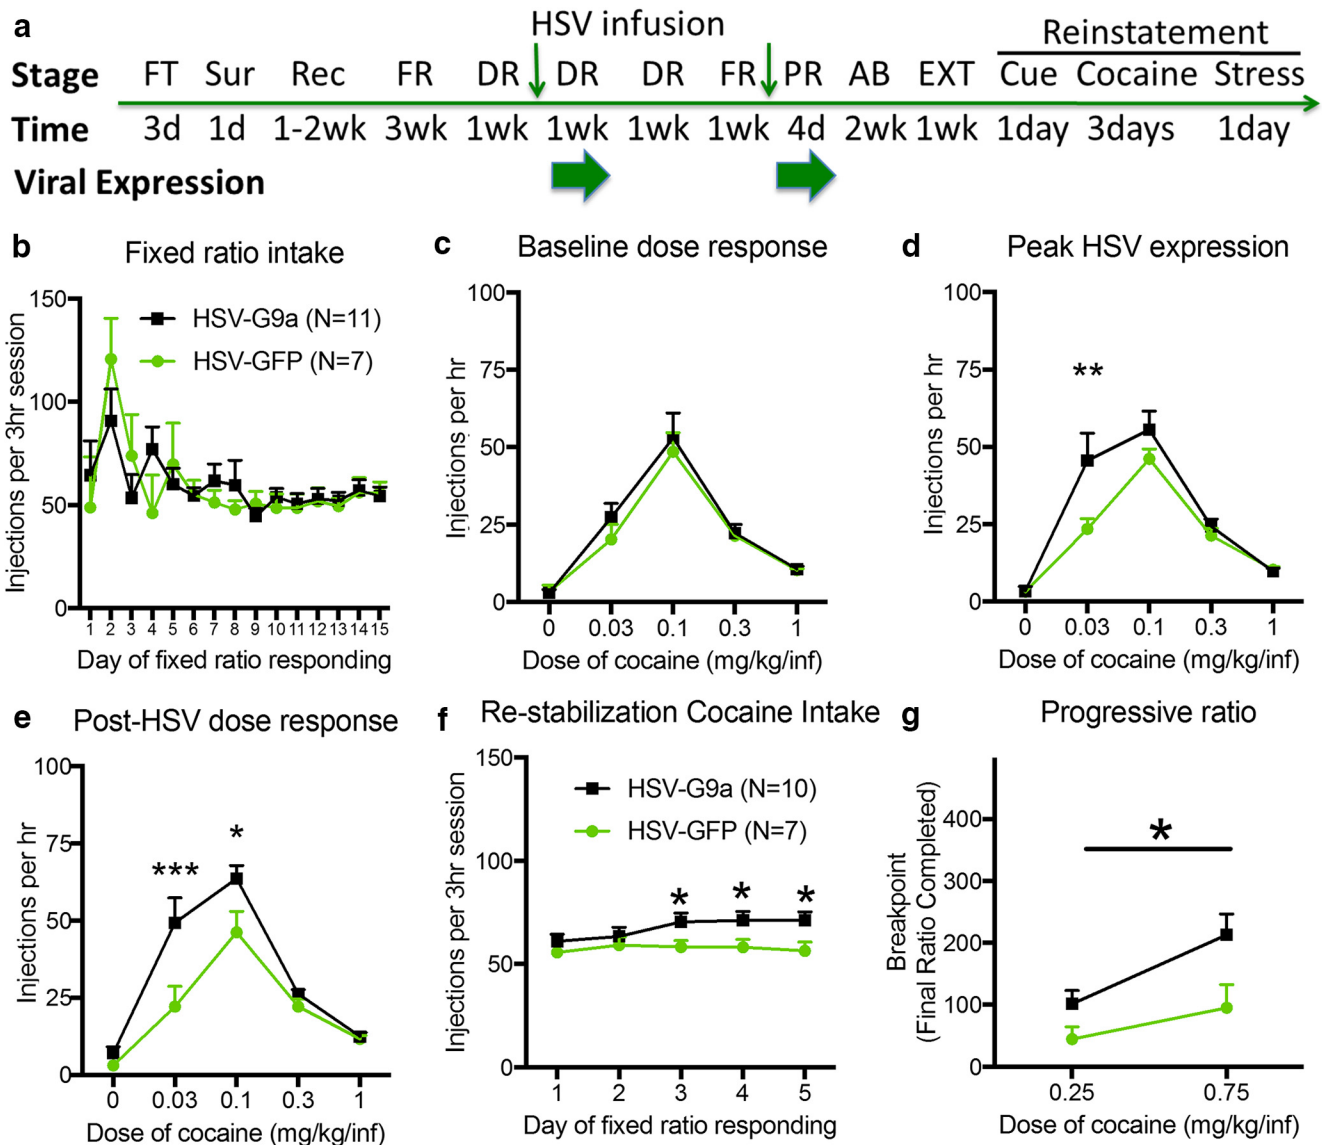 a
HSV infusion
Reinstatement
Stage FT Sur Rec FR DR DR DR FR PR AB EXT Cue Cocaine Stress
Time 3d 1d 1-2wk 3wk 1wk 1wk 1wk 1wk 4d 2wk 1wk 1day 3days 1day
Viral Expression
b Fixed ratio intake
Injections per 3hr session
150
100
50
0
HSV-G9a (N=11)
HSV-GFP (N=7)
1 2 3 4 5 6 7 8 9 10 11 12 13 14 15
Day of fixed ratio responding
c Baseline dose response
Injections per hr
100
75
50
25
0
0 0.03 0.1 0.3 1
Dose of cocaine (mg/kg/inf)
d Peak HSV expression
Injections per hr
100
75
50
25
0
**
0 0.03 0.1 0.3 1
Dose of cocaine (mg/kg/inf)
e Post-HSV dose response
Injections per hr
100
75
50
25
0
***
*
0 0.03 0.1 0.3 1
Dose of cocaine (mg/kg/inf)
f Re-stabilization Cocaine Intake
Injections per 3hr session
150
100
50
0
HSV-G9a (N=10)
HSV-GFP (N=7)
* * *
1 2 3 4 5
Day of fixed ratio responding
g Progressive ratio
Breakpoint
(Final Ratio Completed)
400
300
200
100
0
*
0.25 0.75
Dose of cocaine (mg/kg/inf)